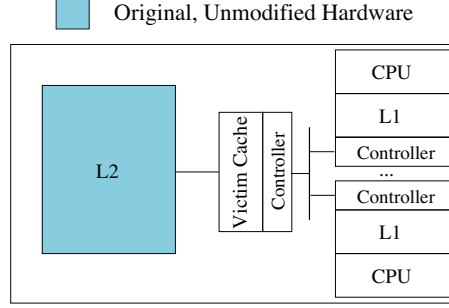 Original, Unmodified Hardware
CPU
L1
Controller
...
Controller
L1
CPU
L2
Victim Cache
Controller